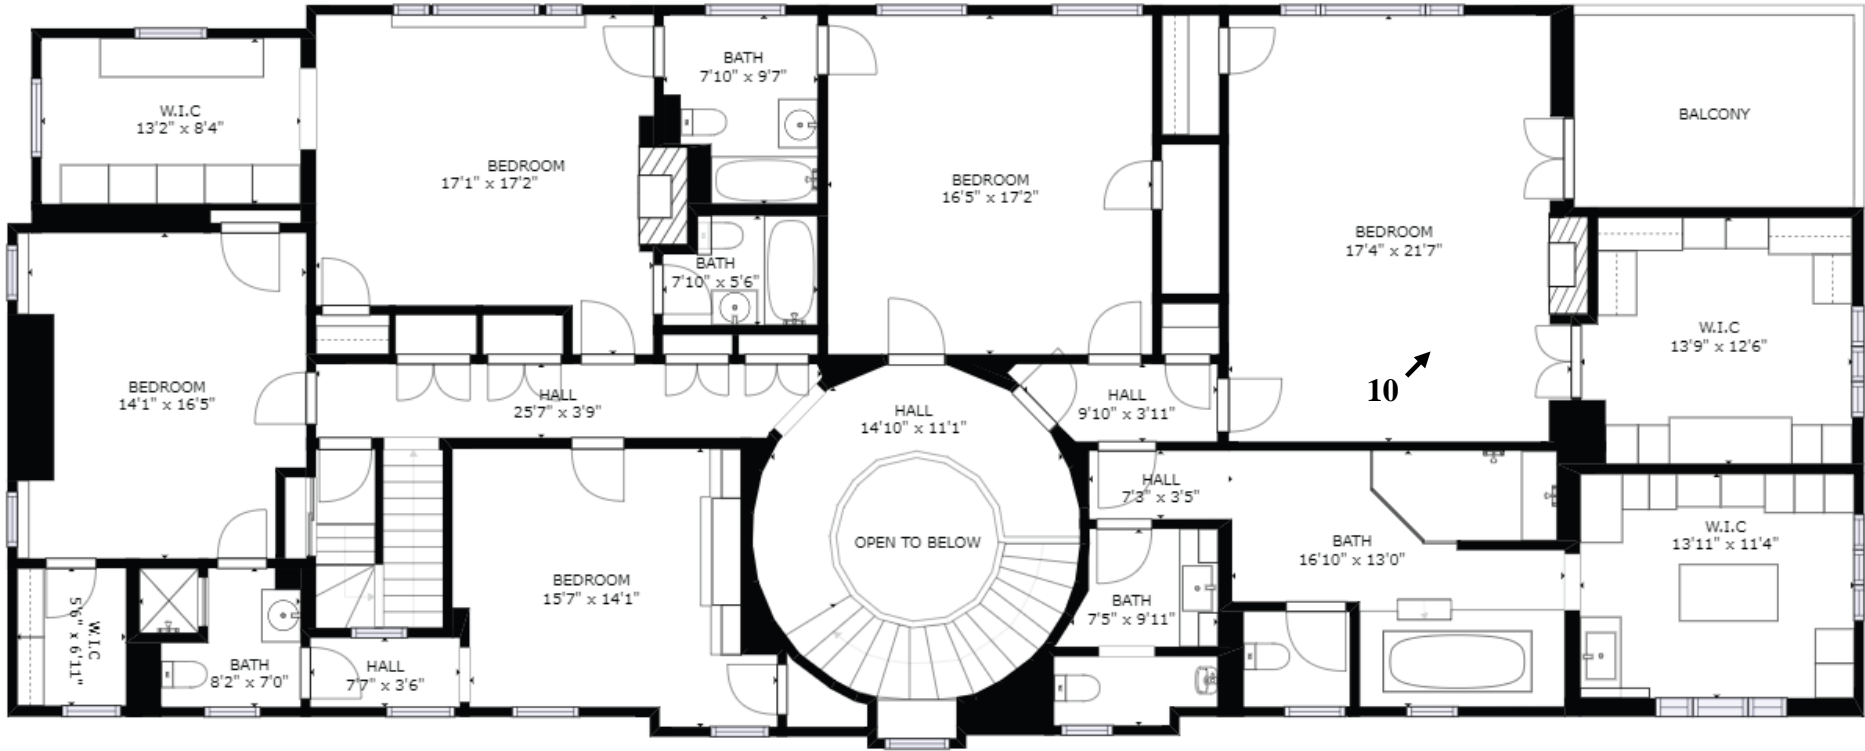 W.I.C
13'2" x 8'4"
BEDROOM
17'1" x 17'2"
BATH
7'10" x 9'7"
BATH
7'10" x 5'6"
BEDROOM
16'5" x 17'2"
BEDROOM
17'4" x 21'7"
BALCONY
W.I.C
13'9" x 12'6"
10
BEDROOM
14'1" x 16'5"
HALL
25'7" x 3'9"
HALL
14'10" x 11'1"
HALL
9'10" x 3'11"
HALL
7'3" x 3'5"
OPEN TO BELOW
BATH
16'10" x 13'0"
W.I.C
13'11" x 11'4"
BEDROOM
15'7" x 14'1"
BATH
7'5" x 9'11"
W.I.C
5'6" x 6'11"
BATH
8'2" x 7'0"
HALL
7'7" x 3'6"